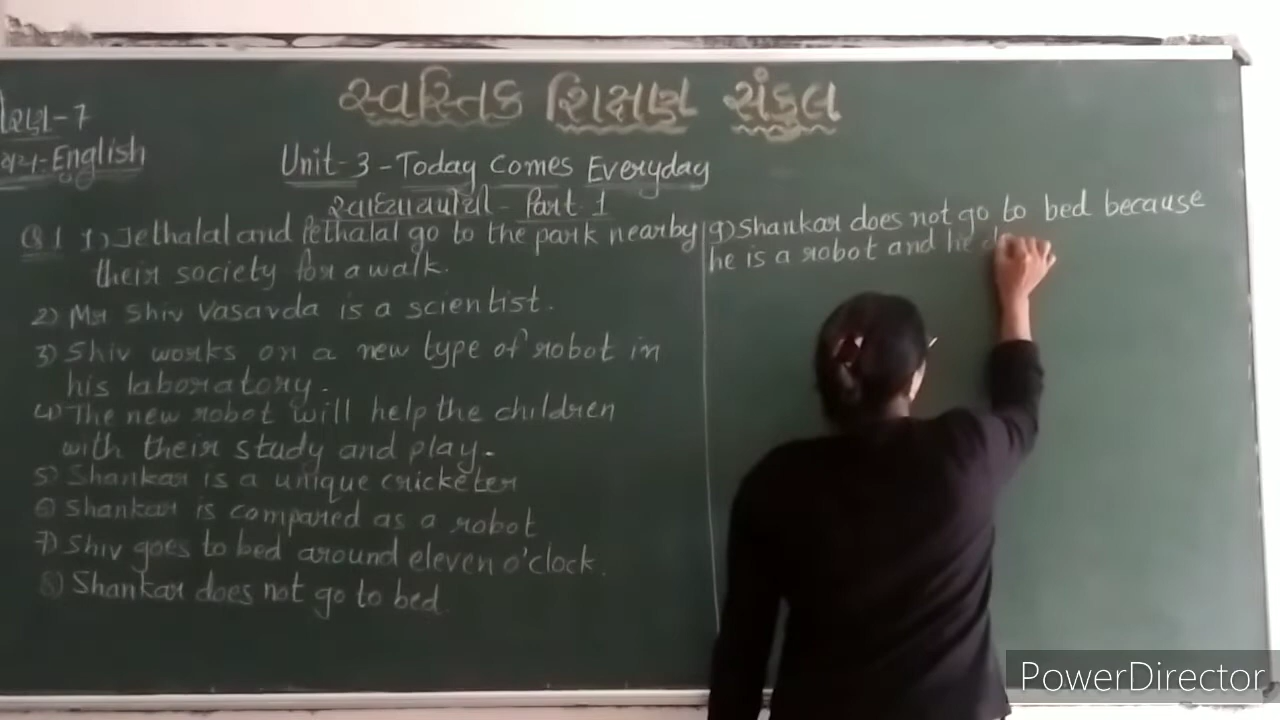 સ્વસ્તિક શિક્ષણ સંકુલ
ધોરણ-7
વિષય-English
Unit-3-Today Comes Everyday
સ્વાધ્યાયપોથી - Part 1
Q1 1) Jethalal and Pethalal go to the park nearby
their society for a walk.
2) Mr Shiv Vasavda is a scientist.
3) Shiv works on a new type of robot in
his laboratory.
4) The new robot will help the children
with their study and play.
5) Shankar is a unique cricketer
6) Shankar is compared as a robot
7) Shiv goes to bed around eleven o'clock.
8) Shankar does not go to bed
9) Shankar does not go to bed because
he is a robot and he
PowerDirector